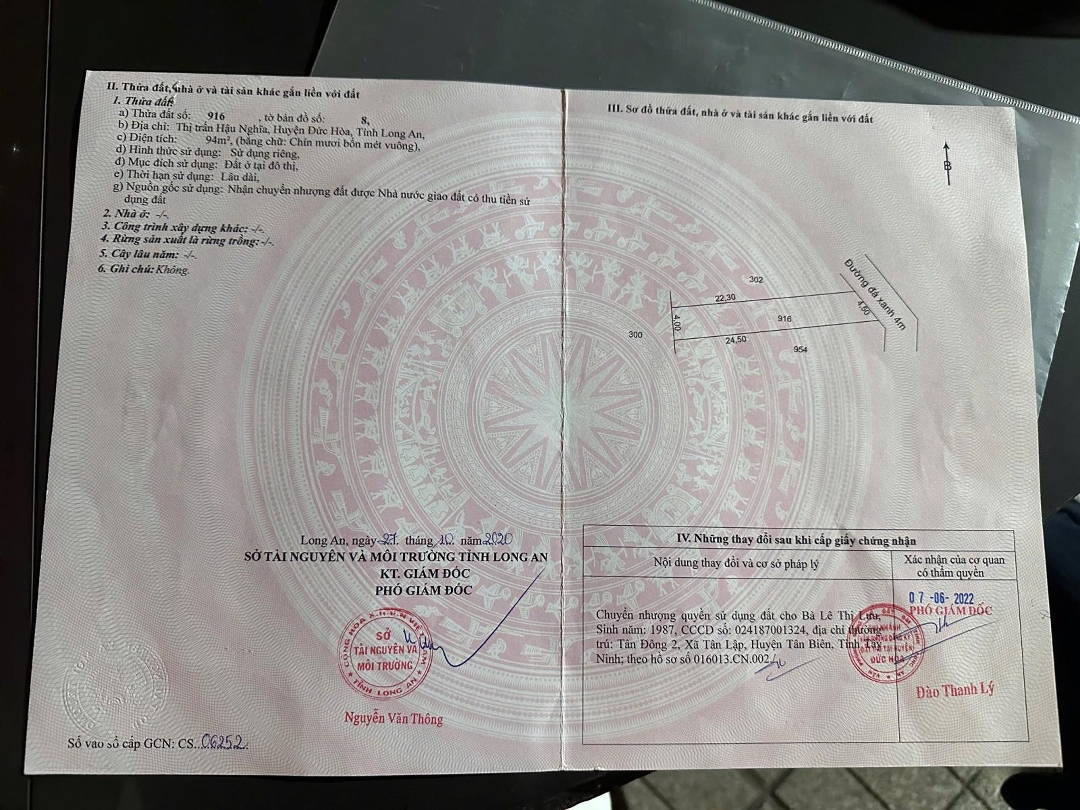 II. Thửa đất, nhà ở và tài sản khác gắn liền với đất
1. Thửa đất:
a) Thửa đất số: 916 , tờ bản đồ số: 8,
b) Địa chỉ: Thị trấn Hậu Nghĩa, Huyện Đức Hòa, Tỉnh Long An,
c) Diện tích: 94m², (bằng chữ: Chín mươi bốn mét vuông),
d) Hình thức sử dụng: Sử dụng riêng,
đ) Mục đích sử dụng: Đất ở tại đô thị,
e) Thời hạn sử dụng: Lâu dài,
g) Nguồn gốc sử dụng: Nhận chuyển nhượng đất được Nhà nước giao đất có thu tiền sử
dụng đất
2. Nhà ở: -/-.
3. Công trình xây dựng khác: -/-.
4. Rừng sản xuất là rừng trồng: -/-.
5. Cây lâu năm: -/-.
6. Ghi chú: Không.
Long An, ngày 27 tháng 10 năm 2020
SỞ TÀI NGUYÊN VÀ MÔI TRƯỜNG TỈNH LONG AN
KT. GIÁM ĐỐC
PHÓ GIÁM ĐỐC
CỘNG HÒA X.H.C.N VIỆT NAM
SỞ
TÀI NGUYÊN VÀ
MÔI TRƯỜNG
TỈNH LONG AN
Nguyễn Văn Thông
Số vào sổ cấp GCN: CS..06252.
III. Sơ đồ thửa đất, nhà ở và tài sản khác gắn liền với đất
B
302
Đường đá xanh 4m
22,30
4,60
4,00
916
300
24,50
954
IV. Những thay đổi sau khi cấp giấy chứng nhận
Nội dung thay đổi và cơ sở pháp lý
Xác nhận của cơ quan
có thẩm quyền
Chuyển nhượng quyền sử dụng đất cho Bà Lê Thị Lưu,
Sinh năm: 1987, CCCD số: 024187001324, địa chỉ thường
trú: Tân Đông 2, Xã Tân Lập, Huyện Tân Biên, Tỉnh Tây
Ninh; theo hồ sơ số 016013.CN.002
07 -06- 2022
PHÓ GIÁM ĐỐC
CHI NHÁNH
ĐỨC HÒA
Đào Thanh Lý